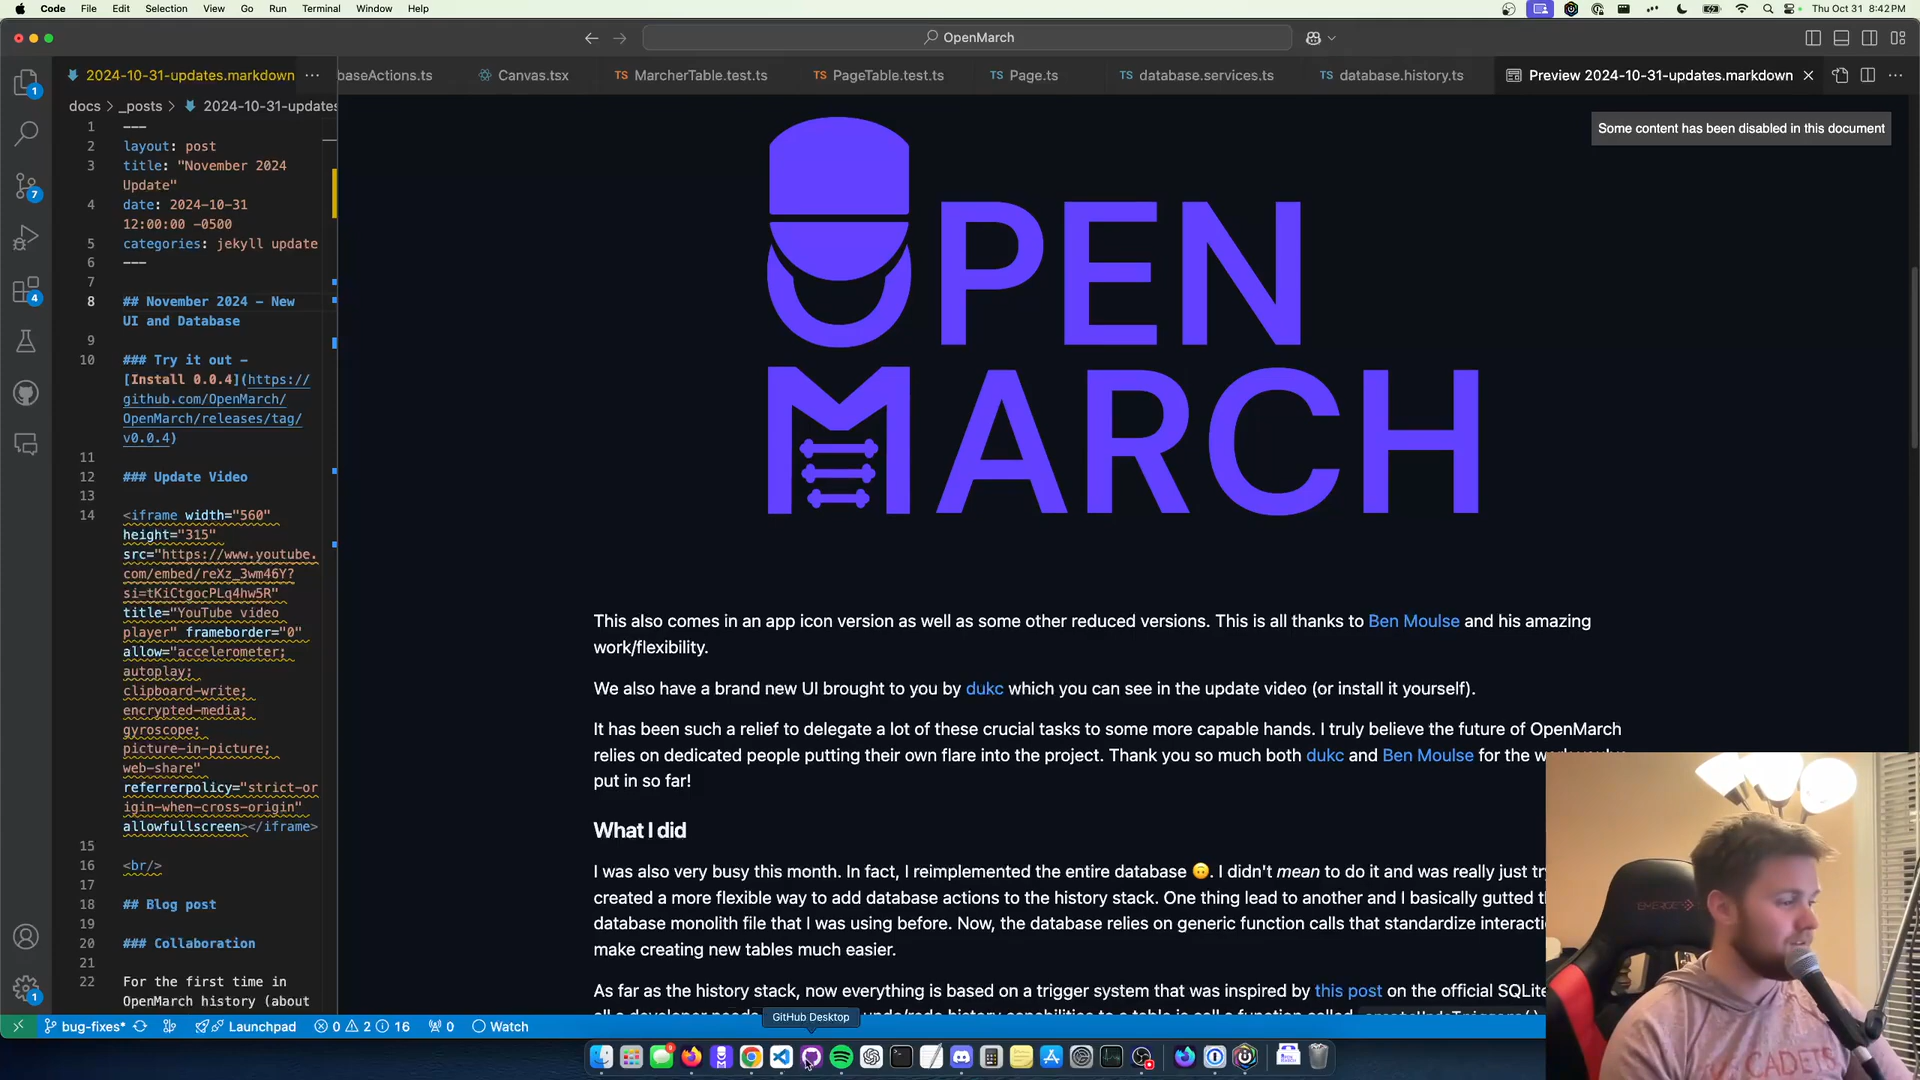 Code File Edit Selection View Go Run Terminal Window Help
Thu Oct 31 8:42 PM
OpenMarch
2024-10-31-updates.markdown ...
baseActions.ts
Canvas.tsx
TS MarcherTable.test.ts
TS PageTable.test.ts
TS Page.ts
TS database.services.ts
TS database.history.ts
Preview 2024-10-31-updates.markdown
docs > _posts > 2024-10-31-updates
Some content has been disabled in this document
1 ---
2 layout: post
3 title: "November 2024
Update"
4 date: 2024-10-31
12:00:00 -0500
5 categories: jekyll update
6 ---
7
8 ## November 2024 - New
UI and Database
9
10 ### Try it out -
[Install 0.0.4](https://
github.com/OpenMarch/
OpenMarch/releases/tag/
v0.0.4)
11
12 ### Update Video
13
14 <iframe width="560"
height="315"
src="https://www.youtube.
com/embed/reXz_3wm46Y?
si=tKiCtgocPLq4hw5R"
title="YouTube video
player" frameborder="0"
allow="accelerometer;
autoplay;
clipboard-write;
encrypted-media;
gyroscope;
picture-in-picture;
web-share"
referrerpolicy="strict-or
igin-when-cross-origin"
allowfullscreen></iframe>
15
16 <br/>
17
18 ## Blog post
19
20 ### Collaboration
21
22 For the first time in
OpenMarch history (about
1
7
4
1
OPEN
MARCH
This also comes in an app icon version as well as some other reduced versions. This is all thanks to Ben Moulse and his amazing
work/flexibility.
We also have a brand new UI brought to you by dukc which you can see in the update video (or install it yourself).
It has been such a relief to delegate a lot of these crucial tasks to some more capable hands. I truly believe the future of OpenMarch
relies on dedicated people putting their own flare into the project. Thank you so much both dukc and Ben Moulse for the
put in so far!
What I did
I was also very busy this month. In fact, I reimplemented the entire database 🙃. I didn't mean to do it and was really just
created a more flexible way to add database actions to the history stack. One thing lead to another and I basically gutted
database monolith file that I was using before. Now, the database relies on generic function calls that standardize
make creating new tables much easier.
As far as the history stack, now everything is based on a trigger system that was inspired by this post on the official
GitHub Desktop
bug-fixes*
Launchpad
0 2 16
0
Watch
CADETS